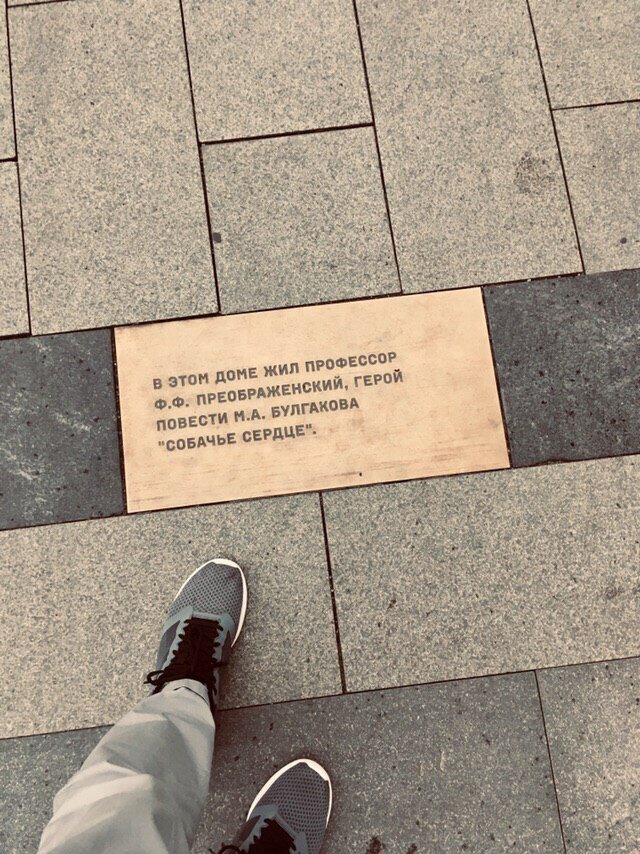 В ЭТОМ ДОМЕ ЖИЛ ПРОФЕССОР
Ф.Ф. ПРЕОБРАЖЕНСКИЙ, ГЕРОЙ
ПОВЕСТИ М.А. БУЛГАКОВА
"СОБАЧЬЕ СЕРДЦЕ".